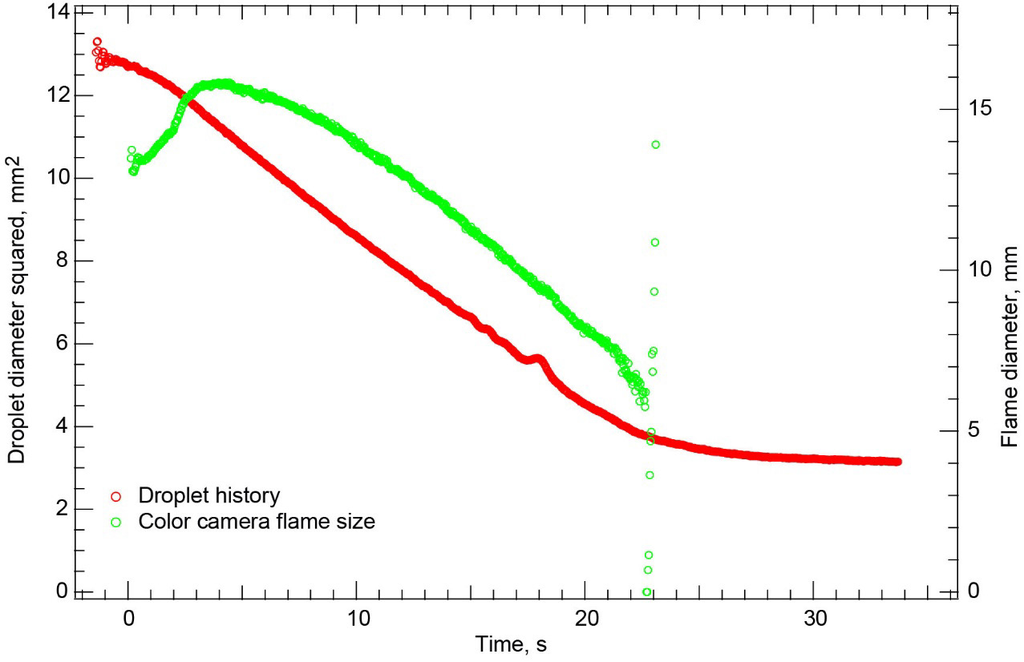 14
12
10
8
6
4
2
0
Droplet diameter squared, mm2
15
10
5
0
Flame diameter, mm
Droplet history
Color camera flame size
0 10 20 30
Time, s